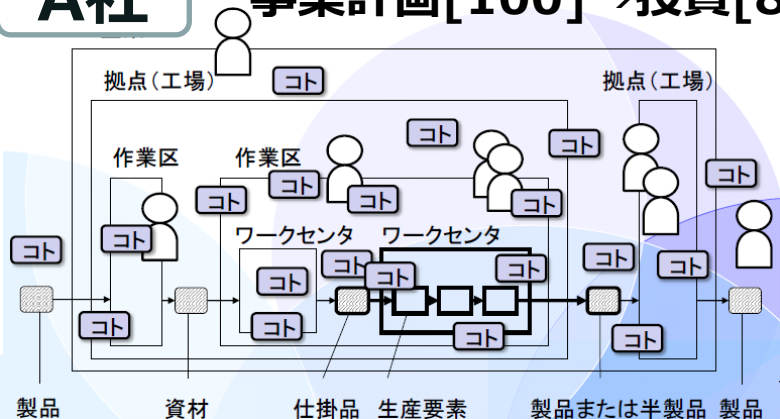 A社
事業計画[100]→投資[8
拠点(工場)
コト
拠点(工場)
コト
コト
作業区
作業区
コト
コト
コト
コト
コト
コト
コト
ワークセンタ
ワークセンタ
コト
コト
コト
コト
コト
コト
コト
コト
コト
コト
コト
製品
資材
仕掛品
生産要素
製品または半製品
製品